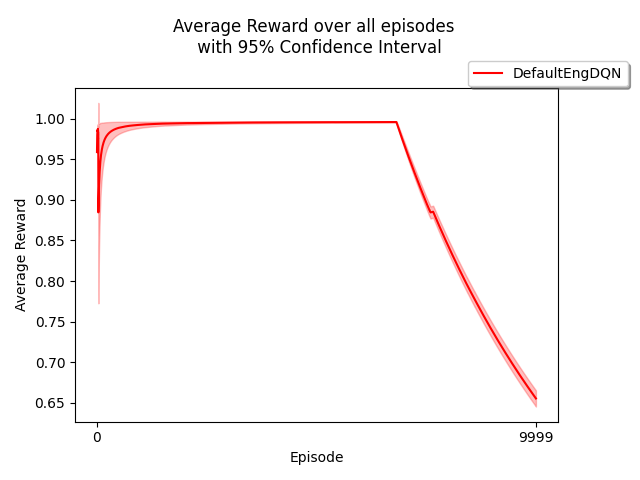 Average Reward over all episodes
with 95% Confidence Interval
DefaultEngDQN
1.00
0.95
0.90
0.85
0.80
0.75
0.70
0.65
Average Reward
0
9999
Episode